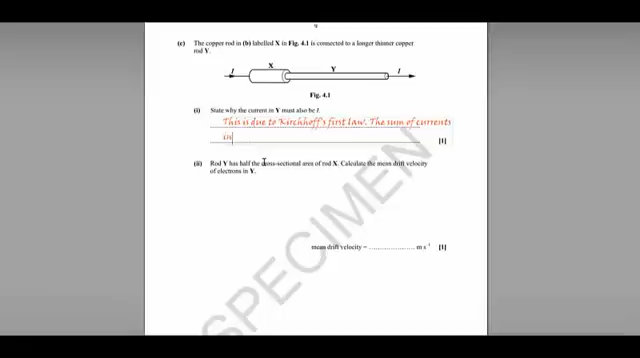 9
(c) The copper rod in (b) labelled X in Fig. 4.1 is connected to a longer thinner copper
rod Y.
I X Y I
Fig. 4.1
(i) State why the current in Y must also be I.
This is due to Kirchhoff's first law. The sum of currents
in
[1]
(ii) Rod Y has half the cross-sectional area of rod X. Calculate the mean drift velocity
of electrons in Y.
mean drift velocity = ........................ m s⁻¹ [1]
SPECIMEN